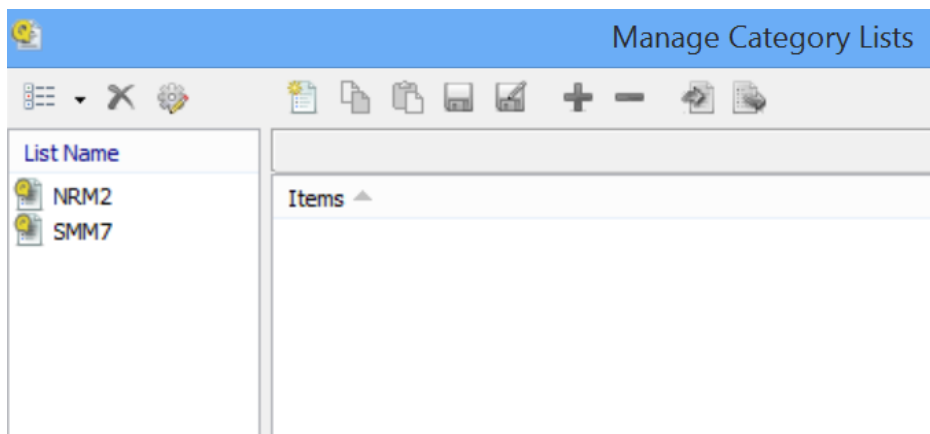 Manage Category Lists
List Name
NRM2
SMM7
Items